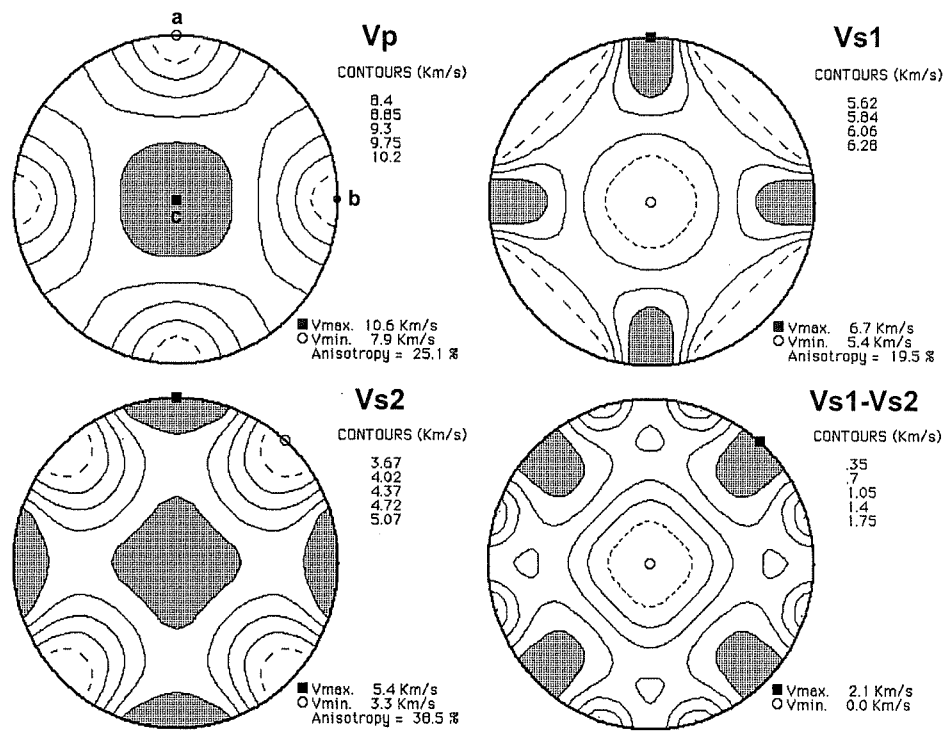 a
b
c
Vp
CONTOURS (Km/s)
8.4
8.85
9.3
9.75
10.2
Vmax. 10.6 Km/s
Vmin. 7.9 Km/s
Anisotropy = 25.1 %
Vs1
CONTOURS (Km/s)
5.62
5.84
6.06
6.28
Vmax. 6.7 Km/s
Vmin. 5.4 Km/s
Anisotropy = 19.5 %
Vs2
CONTOURS (Km/s)
3.67
4.02
4.37
4.72
5.07
Vmax. 5.4 Km/s
Vmin. 3.3 Km/s
Anisotropy = 38.5 %
Vs1-Vs2
CONTOURS (Km/s)
.35
.7
1.05
1.4
1.75
Vmax. 2.1 Km/s
Vmin. 0.0 Km/s